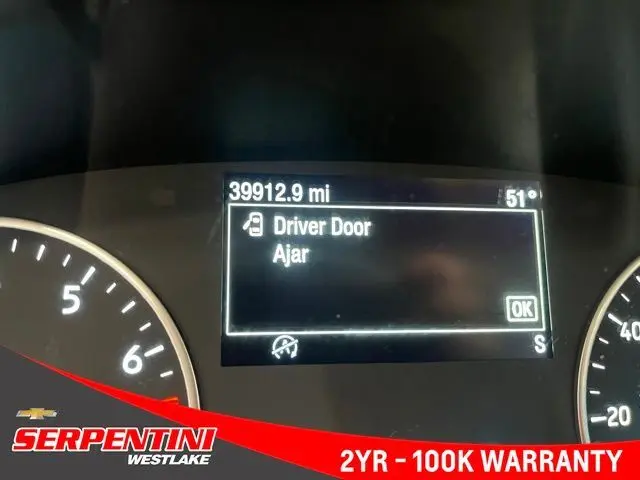 39912.9 mi 51°
Driver Door
Ajar
OK
S
5
6
40
20
SERPENTINI
WESTLAKE
2YR - 100K WARRANTY